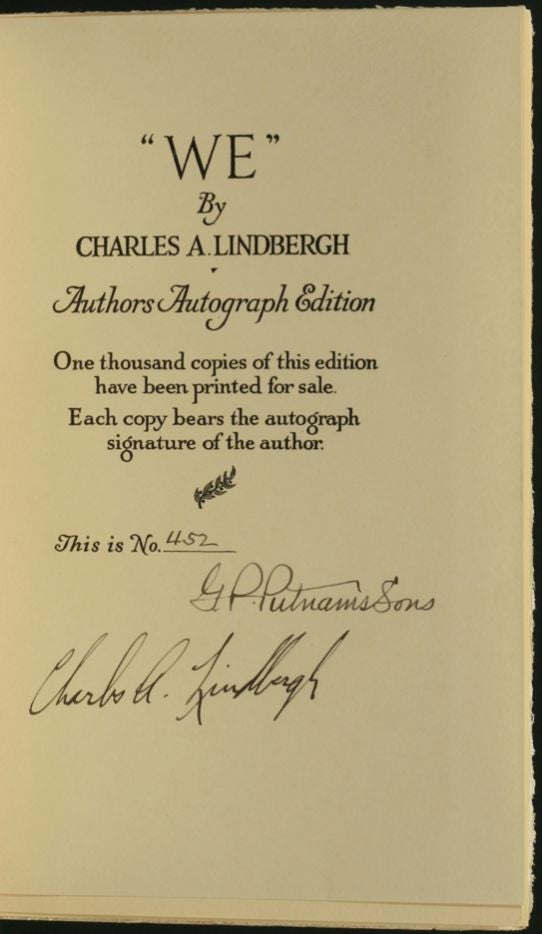 “WE”
By
CHARLES A. LINDBERGH
Authors Autograph Edition
One thousand copies of this edition
have been printed for sale.
Each copy bears the autograph
signature of the author.
This is No. 452
G.P. Putnam's Sons
Charles A. Lindbergh